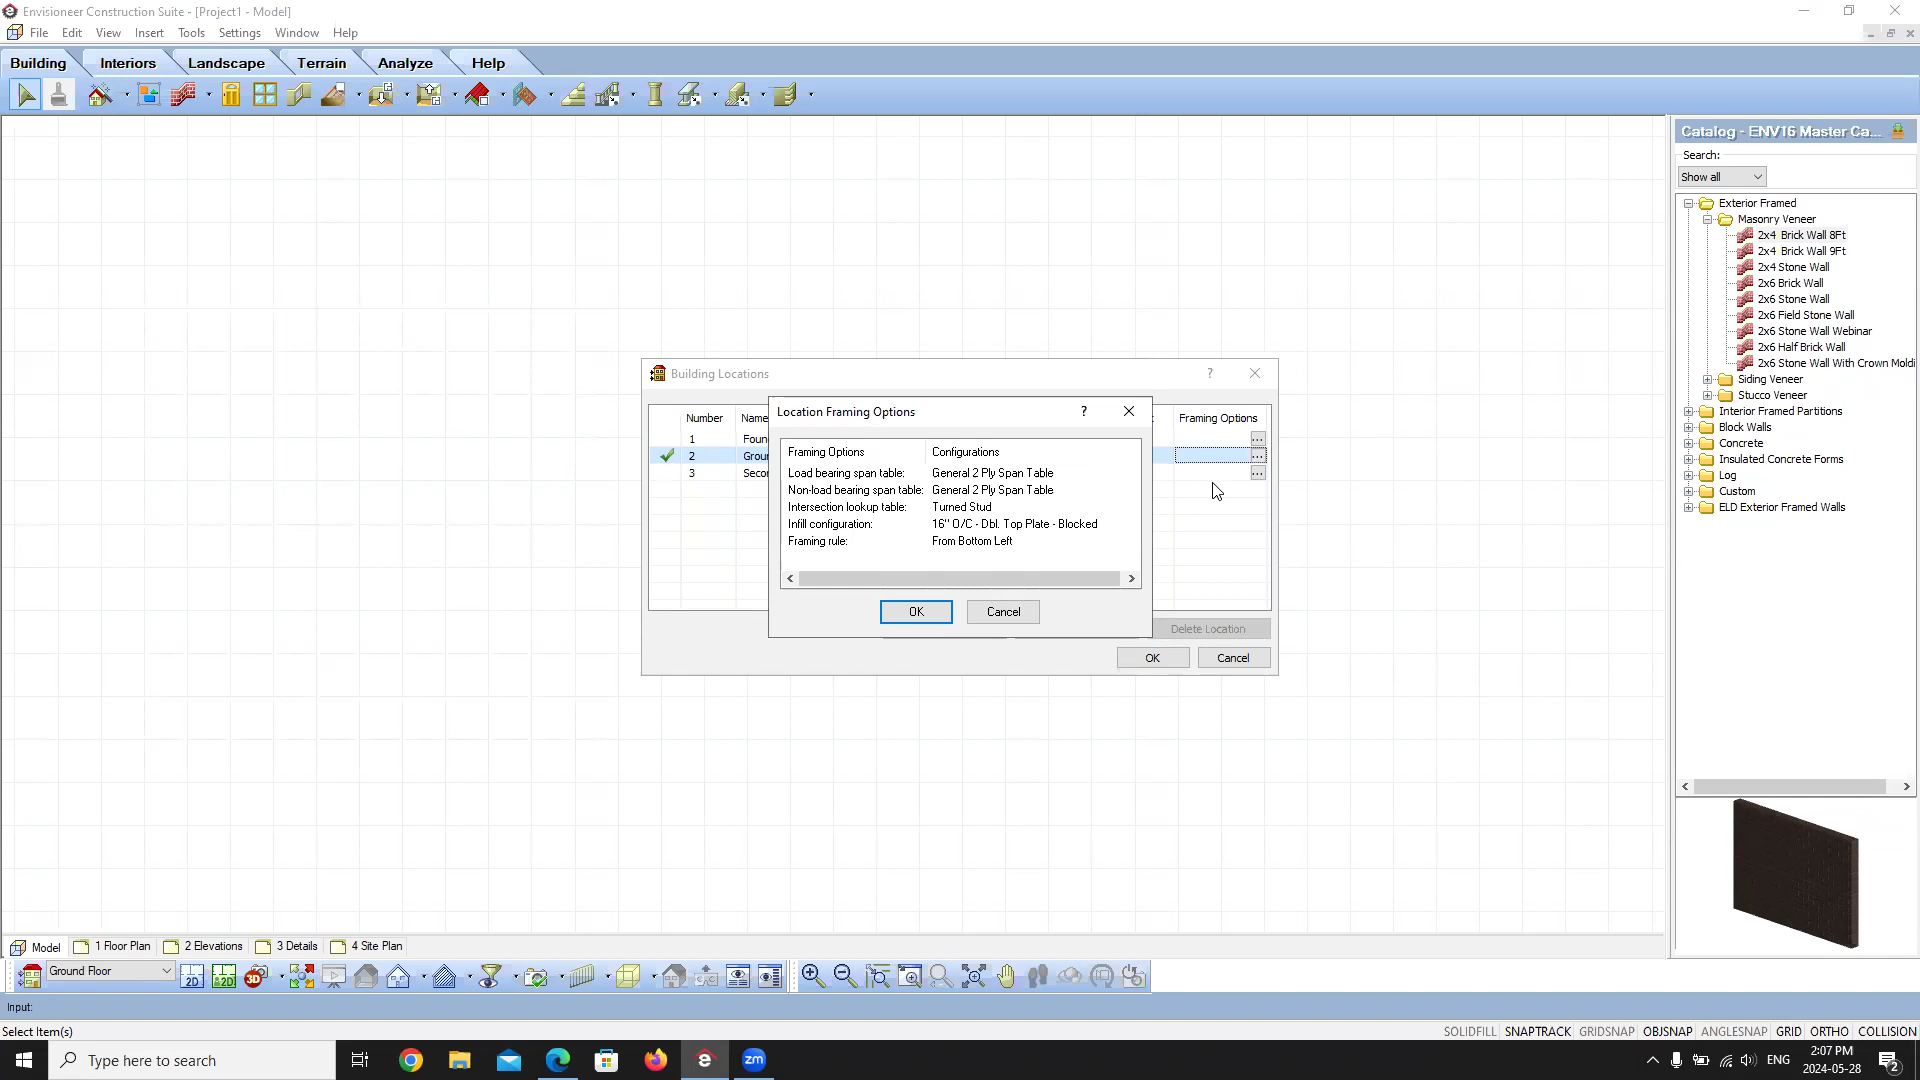 Envisioneer Construction Suite - [Project1 - Model]
File Edit View Insert Tools Settings Window Help
Building Interiors Landscape Terrain Analyze Help
Catalog - ENV16 Master Ca...
Search:
Show all
Exterior Framed
Masonry Veneer
2x4 Brick Wall 8Ft
2x4 Brick Wall 9Ft
2x4 Stone Wall
2x6 Brick Wall
2x6 Stone Wall
2x6 Field Stone Wall
2x6 Stone Wall Webinar
2x6 Half Brick Wall
2x6 Stone Wall With Crown Moldi
Siding Veneer
Stucco Veneer
Interior Framed Partitions
Block Walls
Concrete
Insulated Concrete Forms
Log
Custom
ELD Exterior Framed Walls
Building Locations ?
Number Name Framing Options
1 Foun ...
2 Grour ...
3 Secor ...
Delete Location
OK Cancel
Location Framing Options ?
Framing Options Configurations
Load bearing span table: General 2 Ply Span Table
Non-load bearing span table: General 2 Ply Span Table
Intersection lookup table: Turned Stud
Infill configuration: 16" O/C - Dbl. Top Plate - Blocked
Framing rule: From Bottom Left
OK Cancel
Model 1 Floor Plan 2 Elevations 3 Details 4 Site Plan
Ground Floor 2D 2D 3D
Input:
Select Item(s) SOLIDFILL SNAPTRACK GRIDSNAP OBJSNAP ANGLESNAP GRID ORTHO COLLISION
Type here to search zm ENG 2:07 PM
2024-05-28 2